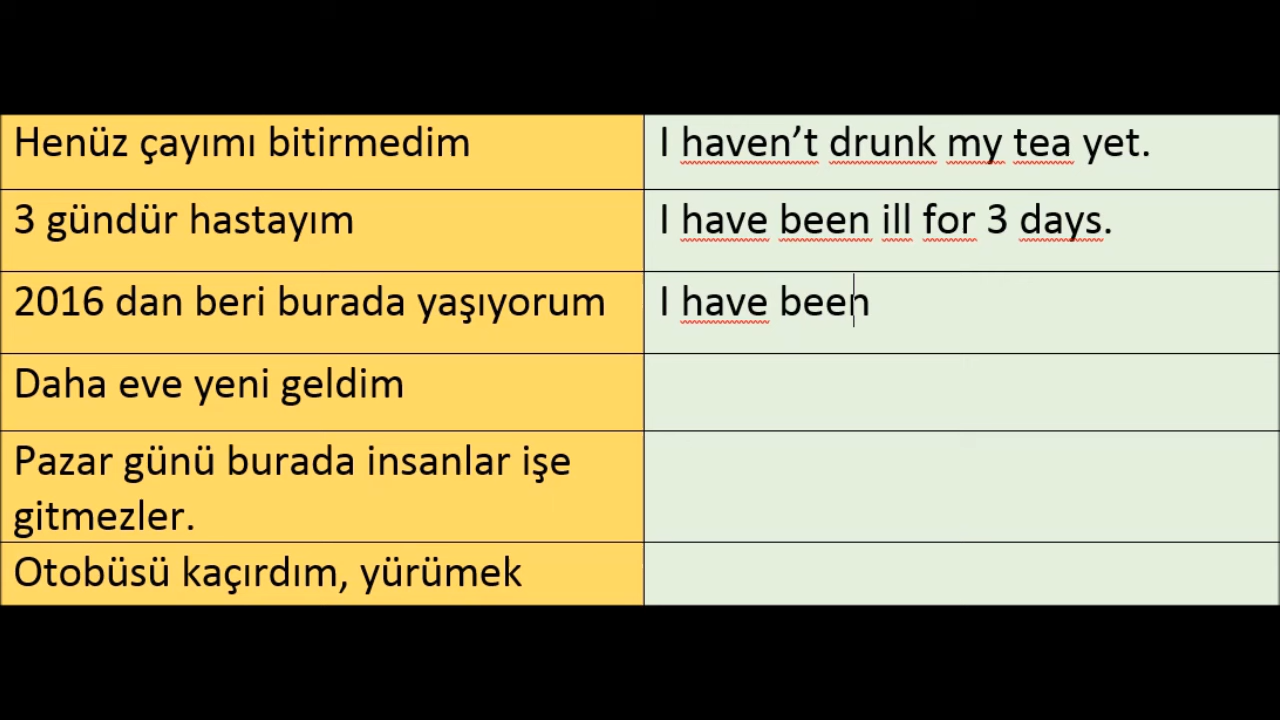 Henüz çayımı bitirmedim
I haven’t drunk my tea yet.
3 gündür hastayım
I have been ill for 3 days.
2016 dan beri burada yaşıyorum
I have been
Daha eve yeni geldim
Pazar günü burada insanlar işe
gitmezler.
Otobüsü kaçırdım, yürümek